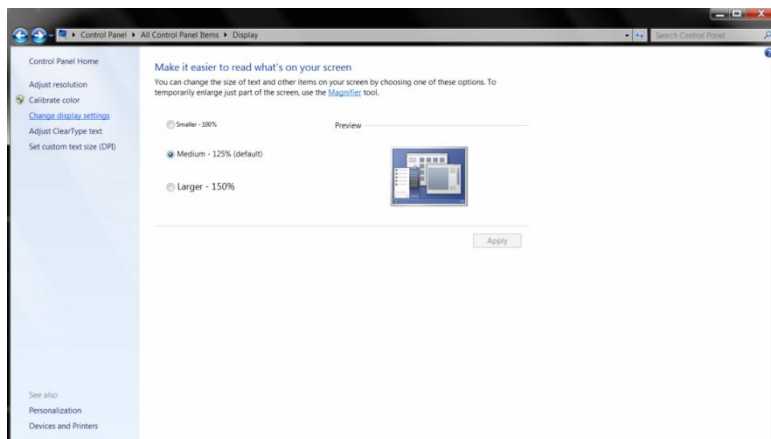 Control Panel ▸ All Control Panel Items ▸ Display
Search Control Panel
Control Panel Home
Adjust resolution
Calibrate color
Change display settings
Adjust ClearType text
Set custom text size (DPI)
Make it easier to read what's on your screen
You can change the size of text and other items on your screen by choosing one of these options. To
temporarily enlarge just part of the screen, use the Magnifier tool.
Smaller - 100%
Preview
Medium - 125% (default)
Larger - 150%
Apply
See also
Personalization
Devices and Printers